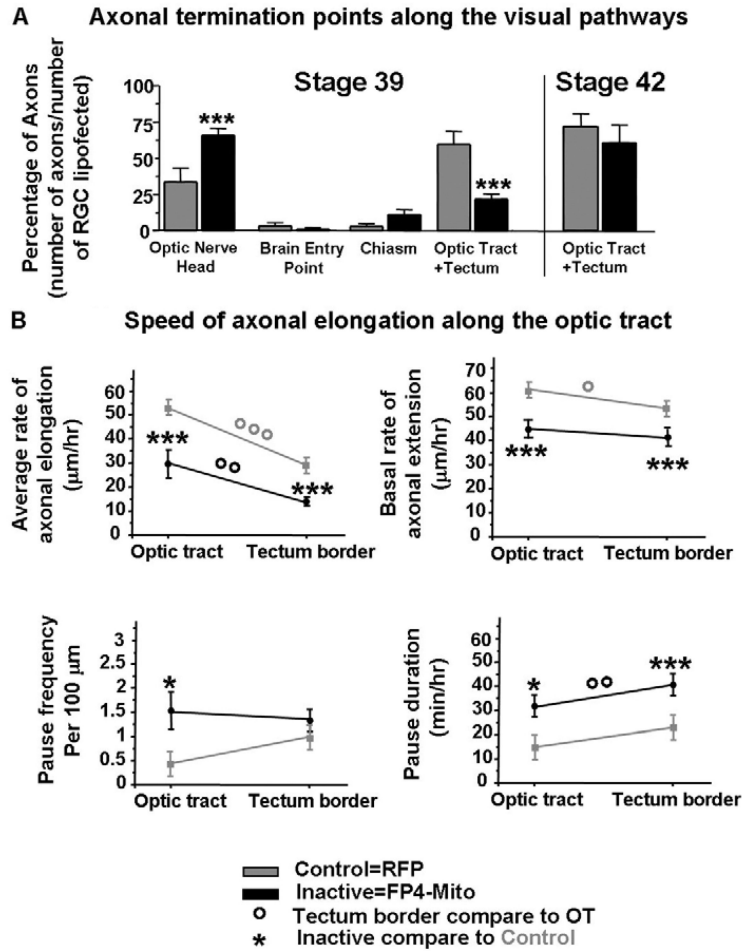 A Axonal termination points along the visual pathways
Percentage of Axons
(number of axons/number
of RGC lipofected)
100
75
50
25
0
Stage 39
Stage 42
***
***
Optic Nerve
Head
Brain Entry
Point
Chiasm
Optic Tract
+Tectum
Optic Tract
+Tectum
B Speed of axonal elongation along the optic tract
Average rate of
axonal elongation
(µm/hr)
60
50
40
30
20
10
0
***
***
Optic tract Tectum border
Basal rate of
axonal extension
(µm/hr)
70
60
50
40
30
20
10
0
***
***
Optic tract Tectum border
Pause frequency
Per 100 µm
3
2.5
2
1.5
1
0.5
0
*
Optic tract Tectum border
Pause duration
(min/hr)
60
50
40
30
20
10
0
*
***
Optic tract Tectum border
Control=RFP
Inactive=FP4-Mito
Tectum border compare to OT
* Inactive compare to Control